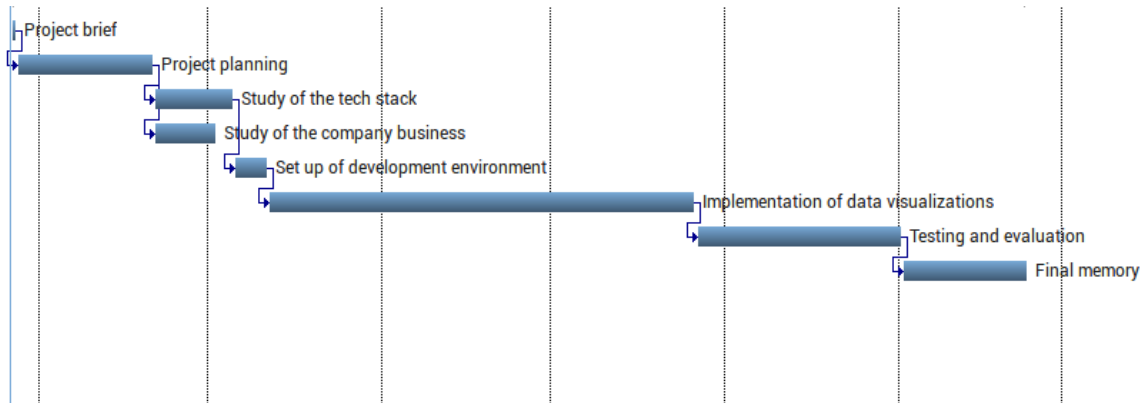 Project brief
Project planning
Study of the tech stack
Study of the company business
Set up of development environment
Implementation of data visualizations
Testing and evaluation
Final memory